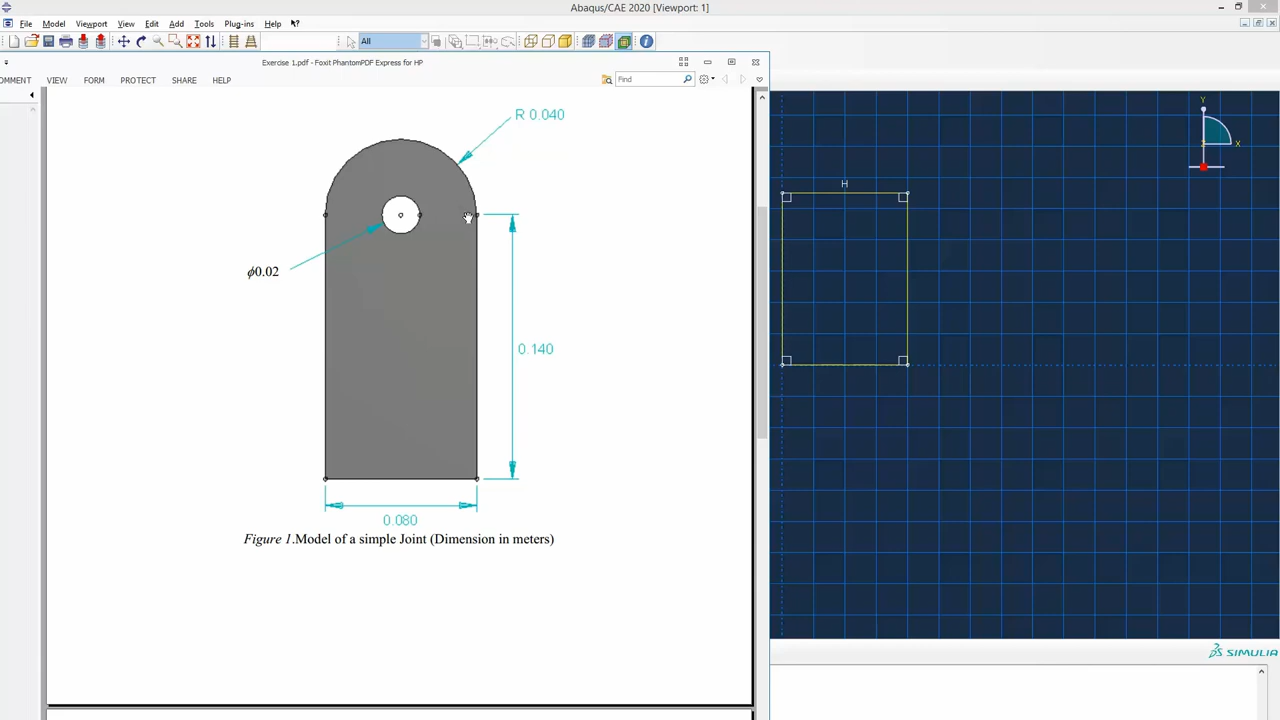 Abaqus/CAE 2020 [Viewport: 1]
File Model Viewport View Edit Add Tools Plug-ins Help
All
Exercise 1.pdf - Foxit PhantomPDF Express for HP
OMMENT VIEW FORM PROTECT SHARE HELP
Find
R 0.040
ϕ0.02
0.140
0.080
Figure 1.Model of a simple Joint (Dimension in meters)
H
Y
X
SIMULIA